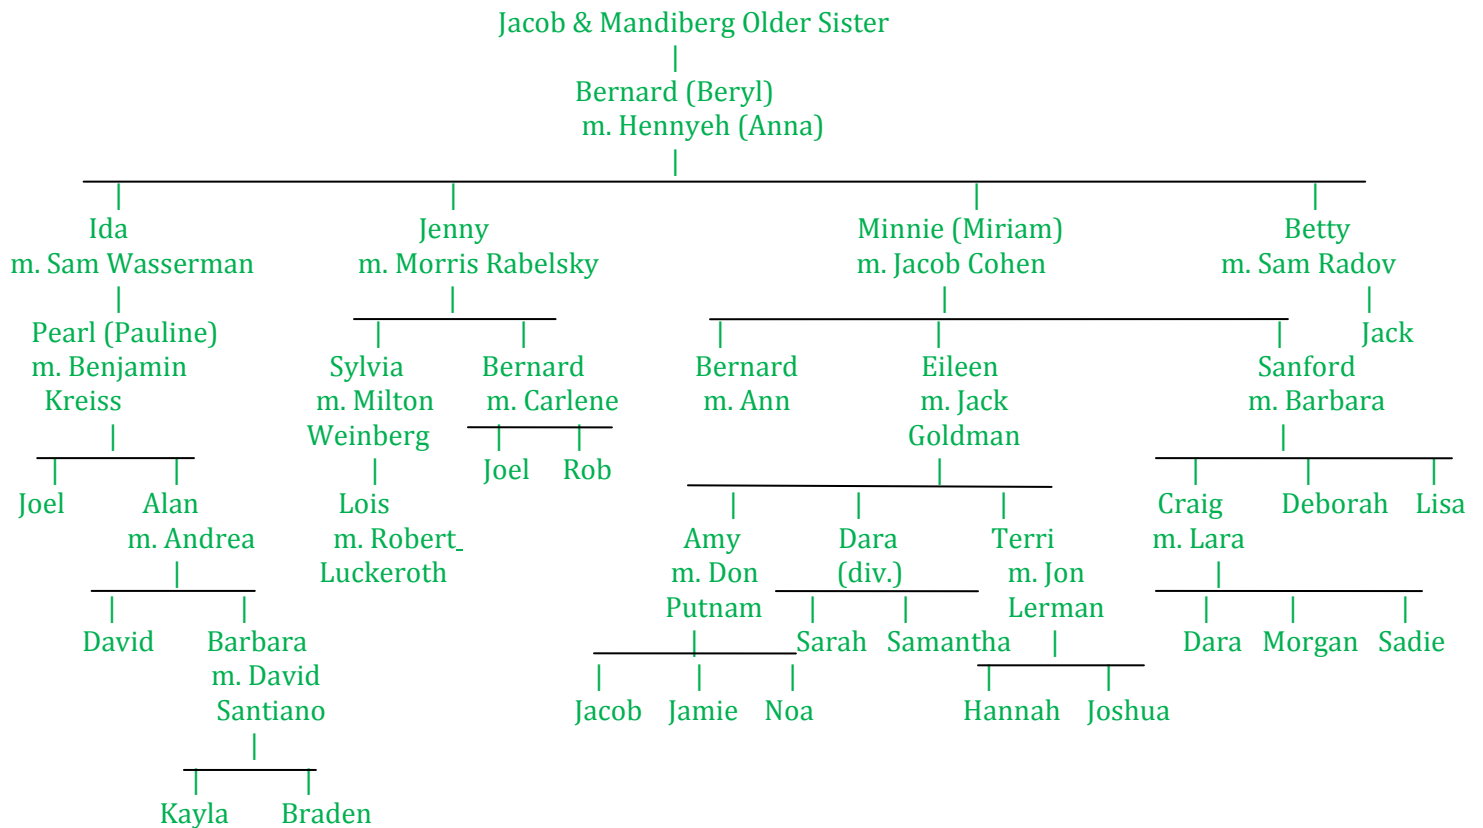 Jacob & Mandiberg Older Sister
Bernard (Beryl)
m. Hennyeh (Anna)
Ida Jenny Minnie (Miriam) Betty
m. Sam Wasserman m. Morris Rabelsky m. Jacob Cohen m. Sam Radov
Pearl (Pauline) Jack
m. Benjamin Sylvia Bernard Bernard Eileen Sanford
Kreiss m. Milton m. Carlene m. Ann m. Jack m. Barbara
Weinberg Goldman
Joel Rob
Joel Alan Lois Craig Deborah Lisa
m. Andrea m. Robert Amy Dara Terri m. Lara
Luckeroth m. Don (div.) m. Jon
Putnam Lerman
David Barbara Sarah Samantha Dara Morgan Sadie
m. David
Santiano Jacob Jamie Noa Hannah Joshua
Kayla Braden